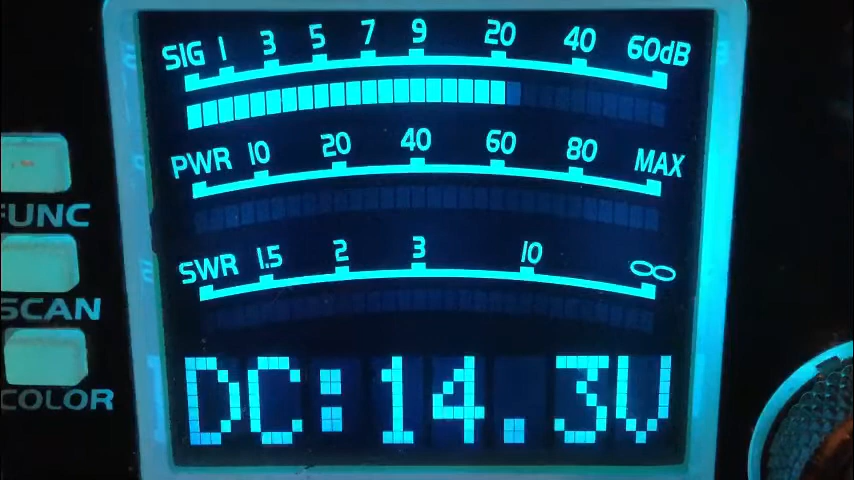 SIG 1 3 5 7 9 20 40 60dB
PWR 10 20 40 60 80 MAX
FUNC
SWR 1.5 2 3 10 ∞
SCAN
DC:14.3V
COLOR